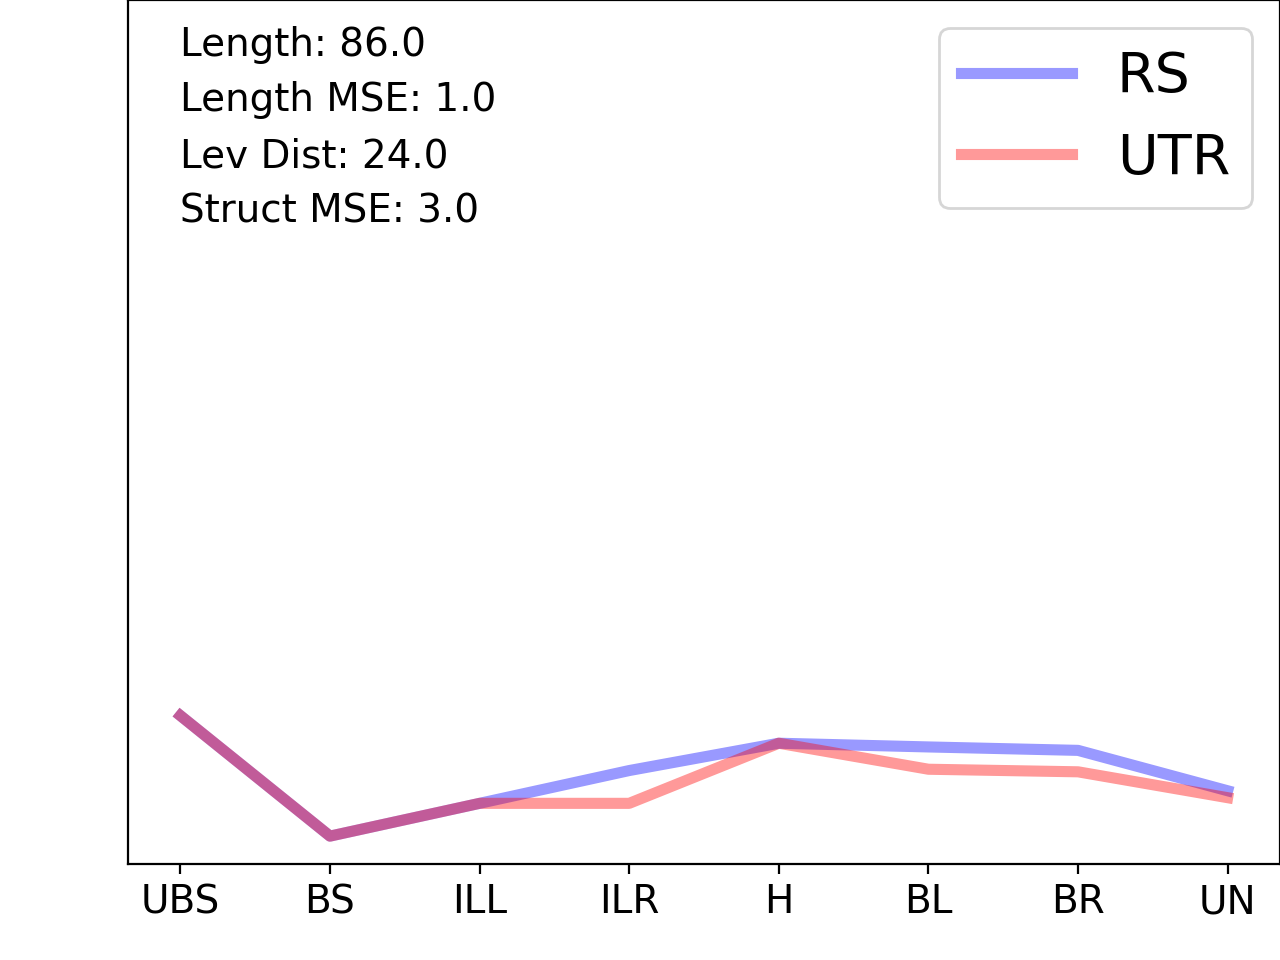 Length: 86.0
Length MSE: 1.0
Lev Dist: 24.0
Struct MSE: 3.0
RS
UTR
UBS BS ILL ILR H BL BR UN